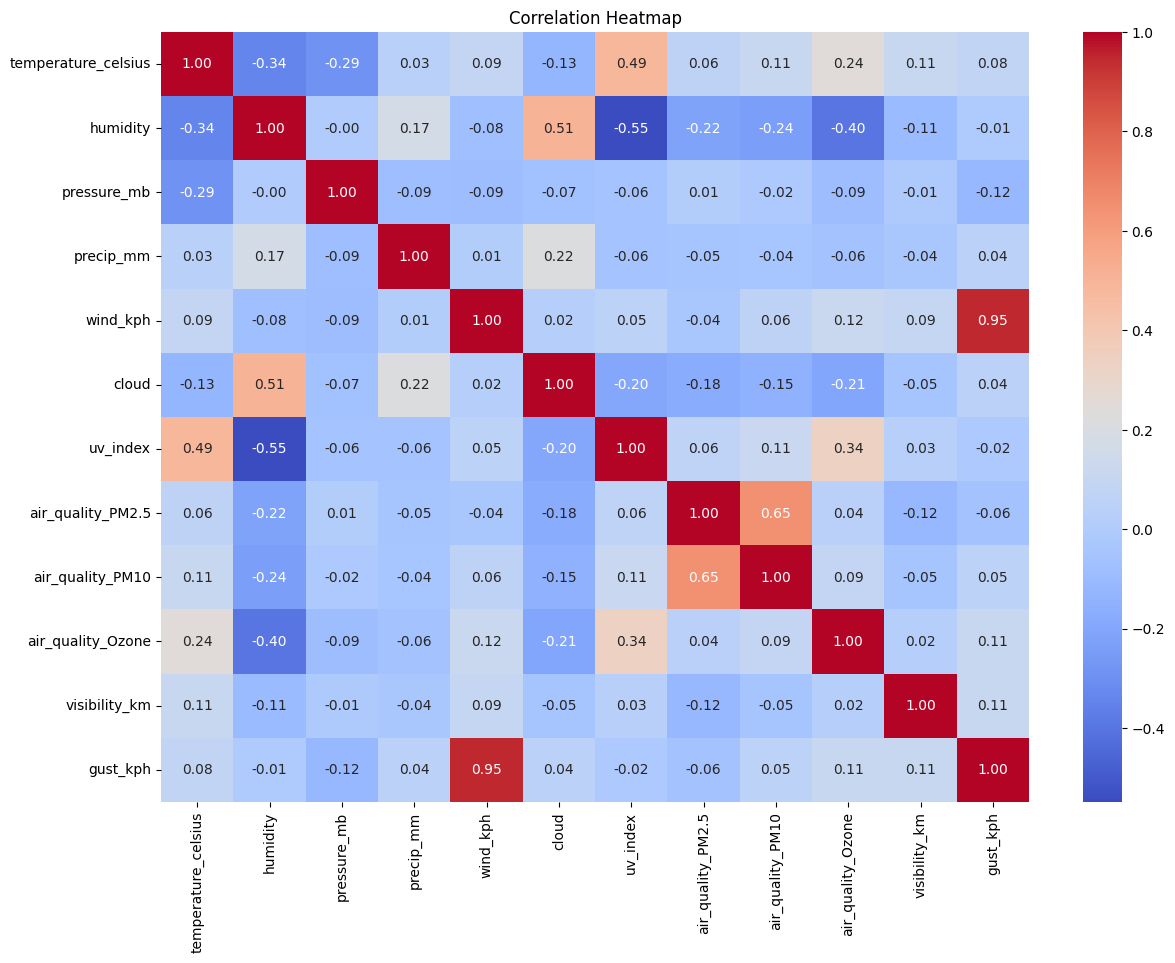 Correlation Heatmap
temperature_celsius 1.00 -0.34 -0.29 0.03 0.09 -0.13 0.49 0.06 0.11 0.24 0.11 0.08
humidity -0.34 1.00 -0.00 0.17 -0.08 0.51 -0.55 -0.22 -0.24 -0.40 -0.11 -0.01
pressure_mb -0.29 -0.00 1.00 -0.09 -0.09 -0.07 -0.06 0.01 -0.02 -0.09 -0.01 -0.12
precip_mm 0.03 0.17 -0.09 1.00 0.01 0.22 -0.06 -0.05 -0.04 -0.06 -0.04 0.04
wind_kph 0.09 -0.08 -0.09 0.01 1.00 0.02 0.05 -0.04 0.06 0.12 0.09 0.95
cloud -0.13 0.51 -0.07 0.22 0.02 1.00 -0.20 -0.18 -0.15 -0.21 -0.05 0.04
uv_index 0.49 -0.55 -0.06 -0.06 0.05 -0.20 1.00 0.06 0.11 0.34 0.03 -0.02
air_quality_PM2.5 0.06 -0.22 0.01 -0.05 -0.04 -0.18 0.06 1.00 0.65 0.04 -0.12 -0.06
air_quality_PM10 0.11 -0.24 -0.02 -0.04 0.06 -0.15 0.11 0.65 1.00 0.09 -0.05 0.05
air_quality_Ozone 0.24 -0.40 -0.09 -0.06 0.12 -0.21 0.34 0.04 0.09 1.00 0.02 0.11
visibility_km 0.11 -0.11 -0.01 -0.04 0.09 -0.05 0.03 -0.12 -0.05 0.02 1.00 0.11
gust_kph 0.08 -0.01 -0.12 0.04 0.95 0.04 -0.02 -0.06 0.05 0.11 0.11 1.00
temperature_celsius
humidity
pressure_mb
precip_mm
wind_kph
cloud
uv_index
air_quality_PM2.5
air_quality_PM10
air_quality_Ozone
visibility_km
gust_kph
1.0
0.8
0.6
0.4
0.2
0.0
−0.2
−0.4